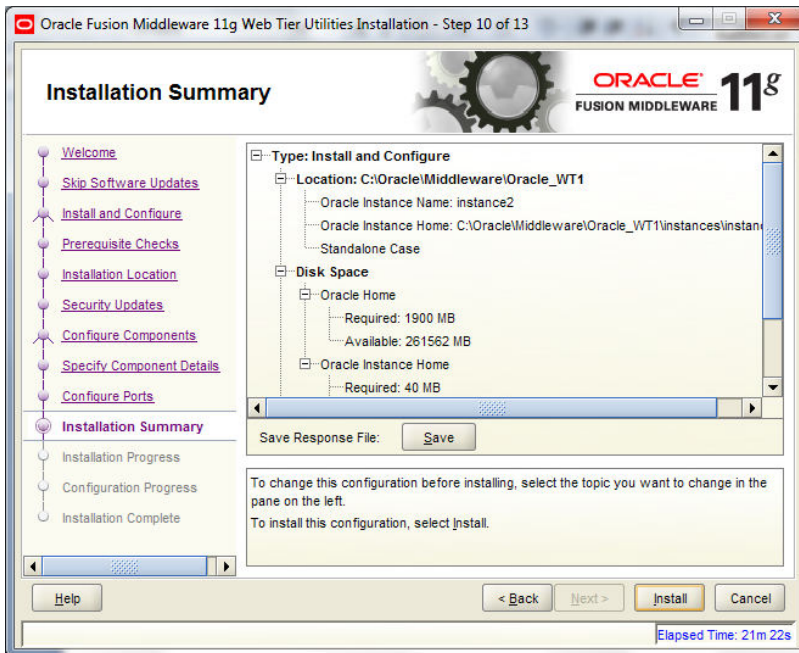 Oracle Fusion Middleware 11g Web Tier Utilities Installation - Step 10 of 13
Installation Summary
ORACLE
FUSION MIDDLEWARE 11g
Welcome
Skip Software Updates
Install and Configure
Prerequisite Checks
Installation Location
Security Updates
Configure Components
Specify Component Details
Configure Ports
Installation Summary
Installation Progress
Configuration Progress
Installation Complete
Type: Install and Configure
Location: C:\Oracle\Middleware\Oracle_WT1
Oracle Instance Name: instance2
Oracle Instance Home: C:\Oracle\Middleware\Oracle_WT1\instances\instan
Standalone Case
Disk Space
Oracle Home
Required: 1900 MB
Available: 261562 MB
Oracle Instance Home
Required: 40 MB
Save Response File: Save
To change this configuration before installing, select the topic you want to change in the
pane on the left.
To install this configuration, select Install.
Help < Back Next > Install Cancel
Elapsed Time: 21m 22s